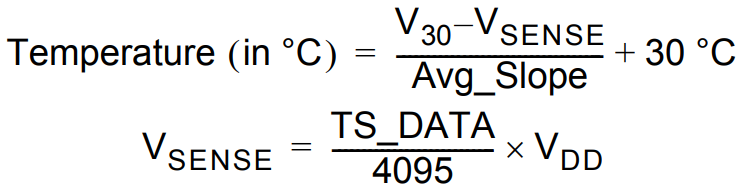 Temperature (in °C) = V30–VSENSE / Avg_Slope + 30 °C
VSENSE = TS_DATA / 4095 × VDD